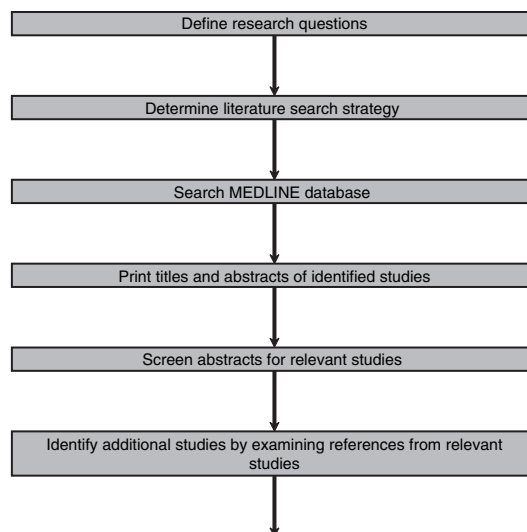 Define research questions
Determine literature search strategy
Search MEDLINE database
Print titles and abstracts of identified studies
Screen abstracts for relevant studies
Identify additional studies by examining references from relevant
studies